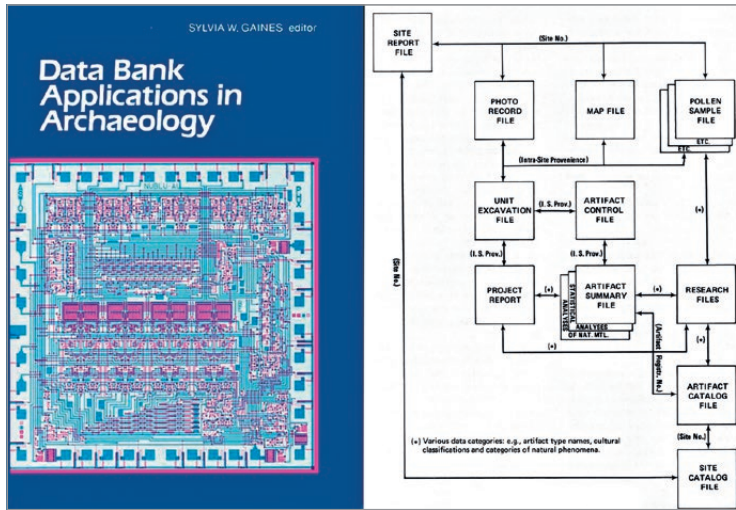 SYLVIA W. GAINES editor
Data Bank
Applications in
Archaeology
SITE
REPORT
FILE
(Site No.)
PHOTO
RECORD
FILE
MAP FILE
POLLEN
SAMPLE
FILE
ETC.
ETC.
(Intra-Site Provenience)
UNIT
EXCAVATION
FILE
(I. S. Prov.)
ARTIFACT
CONTROL
FILE
(*)
(I. S. Prov.)
(I. S. Prov.)
(Site No.)
PROJECT
REPORT
(*)
ARTIFACT
SUMMARY
FILE
STATISTICAL
ANALYSES
ANALYSES
OF NAT. MTL.
(*)
RESEARCH
FILES
(*)
(Artifact Registr. No.)
(*)
ARTIFACT
CATALOG
FILE
(*) Various data categories: e.g., artifact type names, cultural
classifications and categories of natural phenomena.
(Site No.)
SITE
CATALOG
FILE